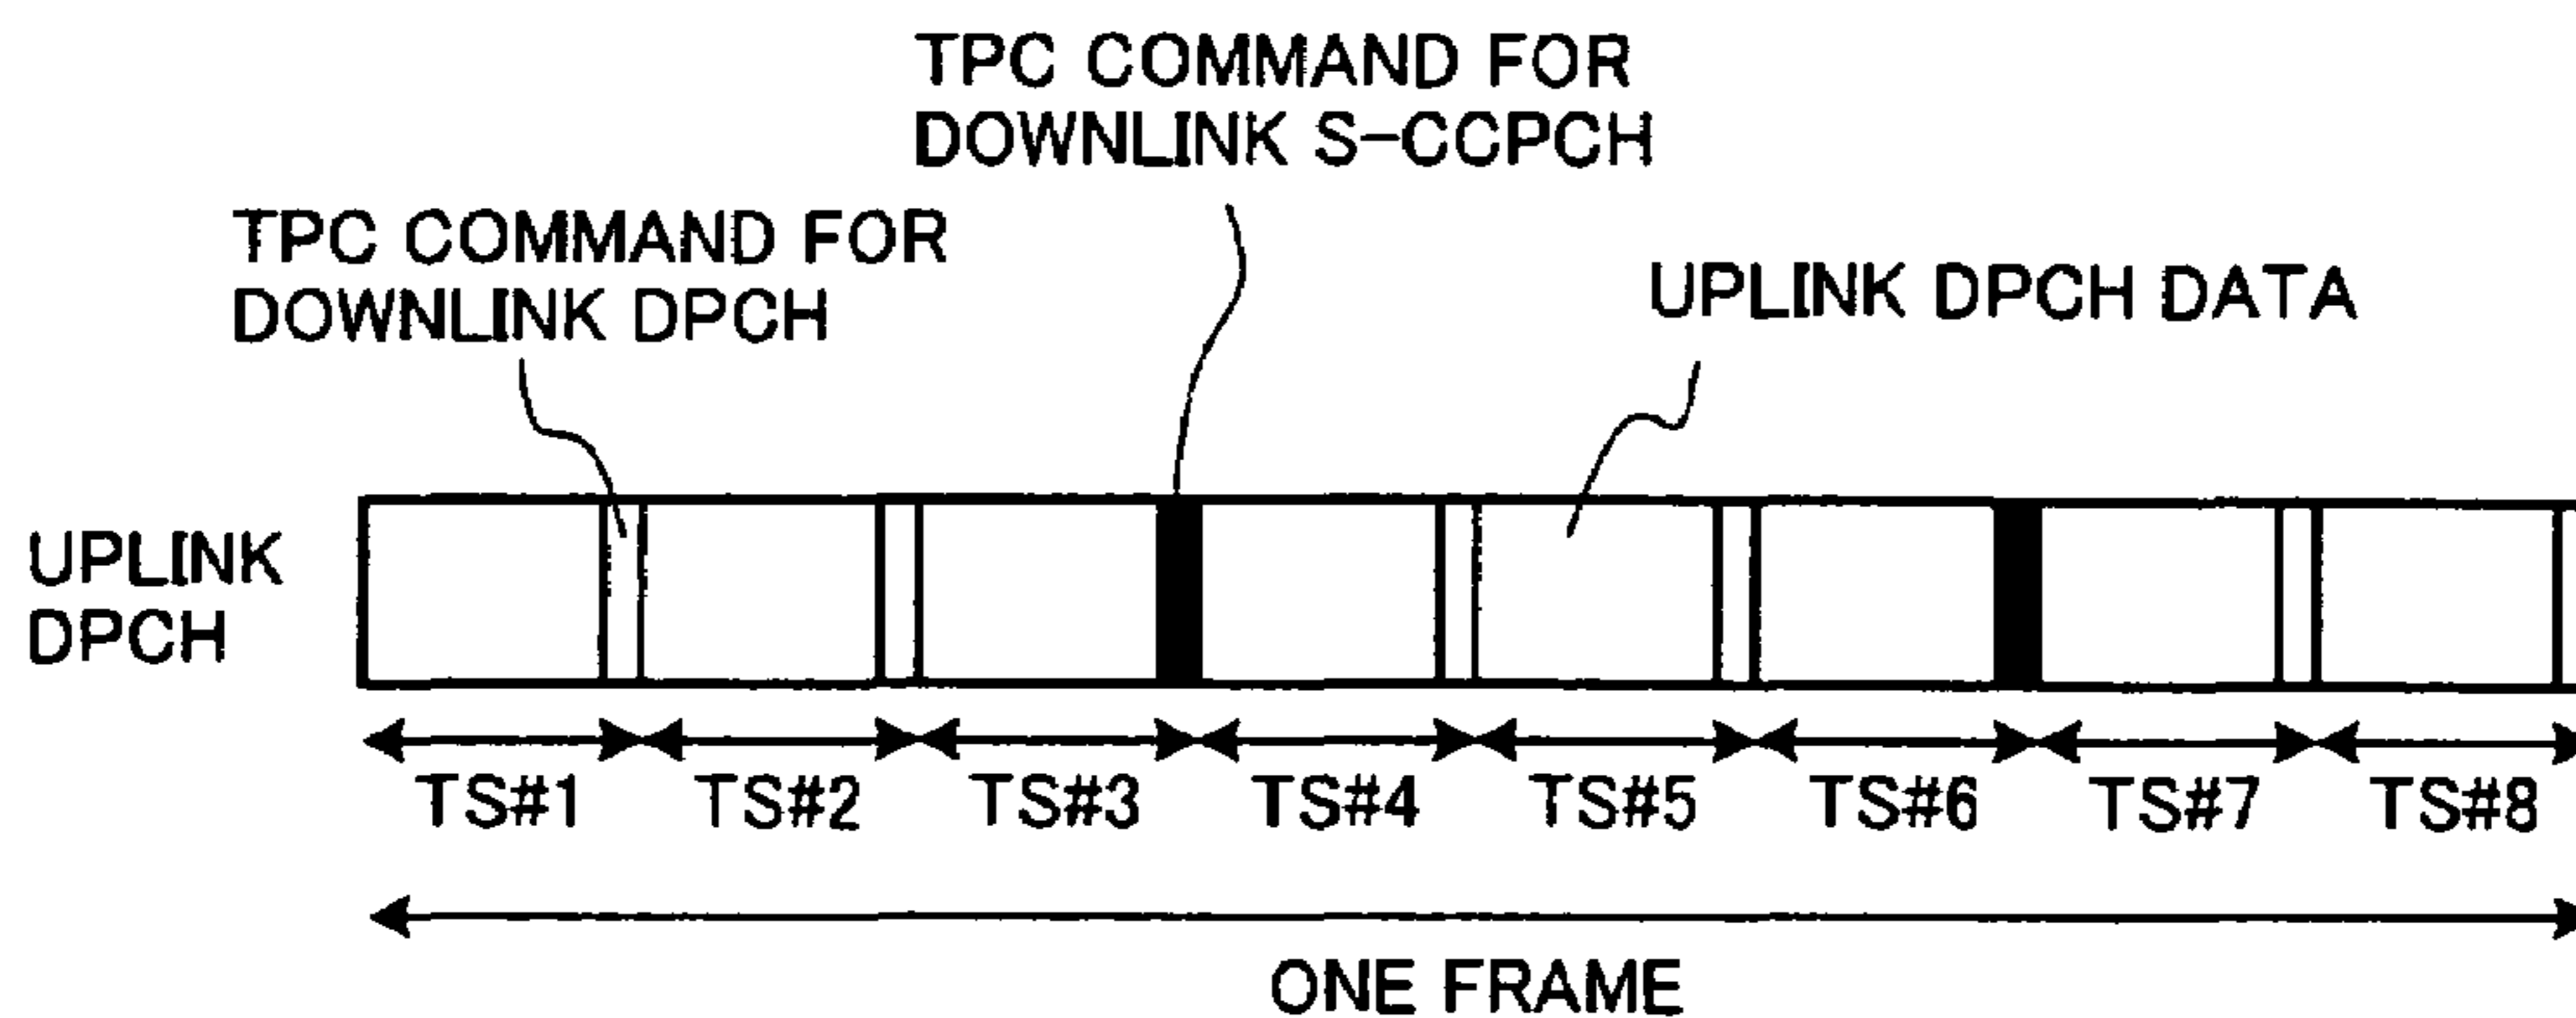 TPC COMMAND FOR
DOWNLINK S-CCPCH
TPC COMMAND FOR
DOWNLINK DPCH
UPLINK DPCH DATA
UPLINK
DPCH
TS#1 TS#2 TS#3 TS#4 TS#5 TS#6 TS#7 TS#8
ONE FRAME